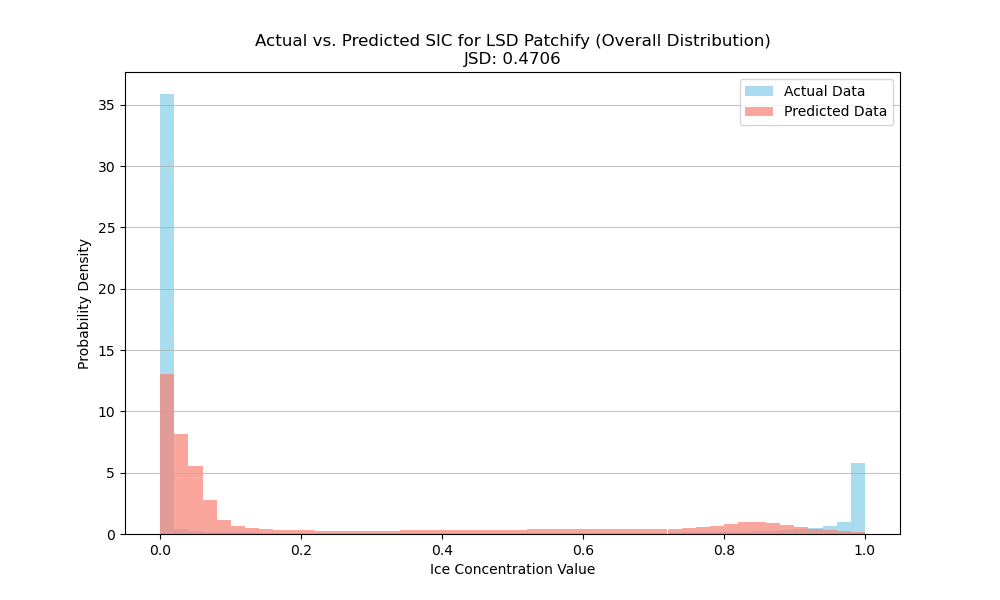 Actual vs. Predicted SIC for LSD Patchify (Overall Distribution)
JSD: 0.4706
Actual Data
Predicted Data
Probability Density
35
30
25
20
15
10
5
0
0.0 0.2 0.4 0.6 0.8 1.0
Ice Concentration Value